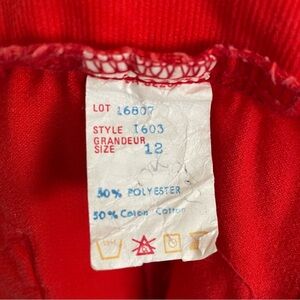 LOT 16807
STYLE 1603
GRANDEUR
SIZE 12
50% POLYESTER
50% Coton Cotton